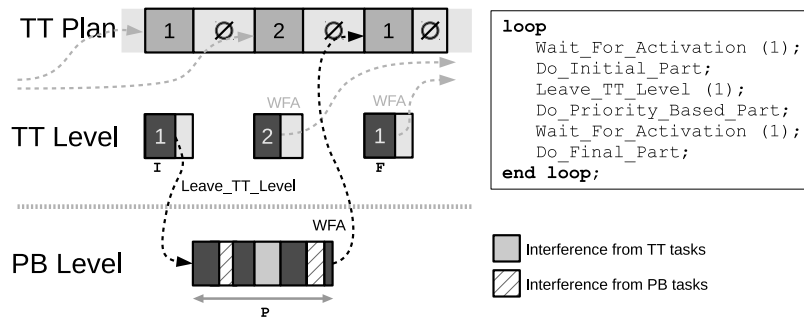 TT Plan
1 Ø 2 Ø 1 Ø
WFA WFA
TT Level
1 2 1
I F
Leave_TT_Level
WFA
PB Level
P
loop
Wait_For_Activation (1);
Do_Initial_Part;
Leave_TT_Level (1);
Do_Priority_Based_Part;
Wait_For_Activation (1);
Do_Final_Part;
end loop;
Interference from TT tasks
Interference from PB tasks